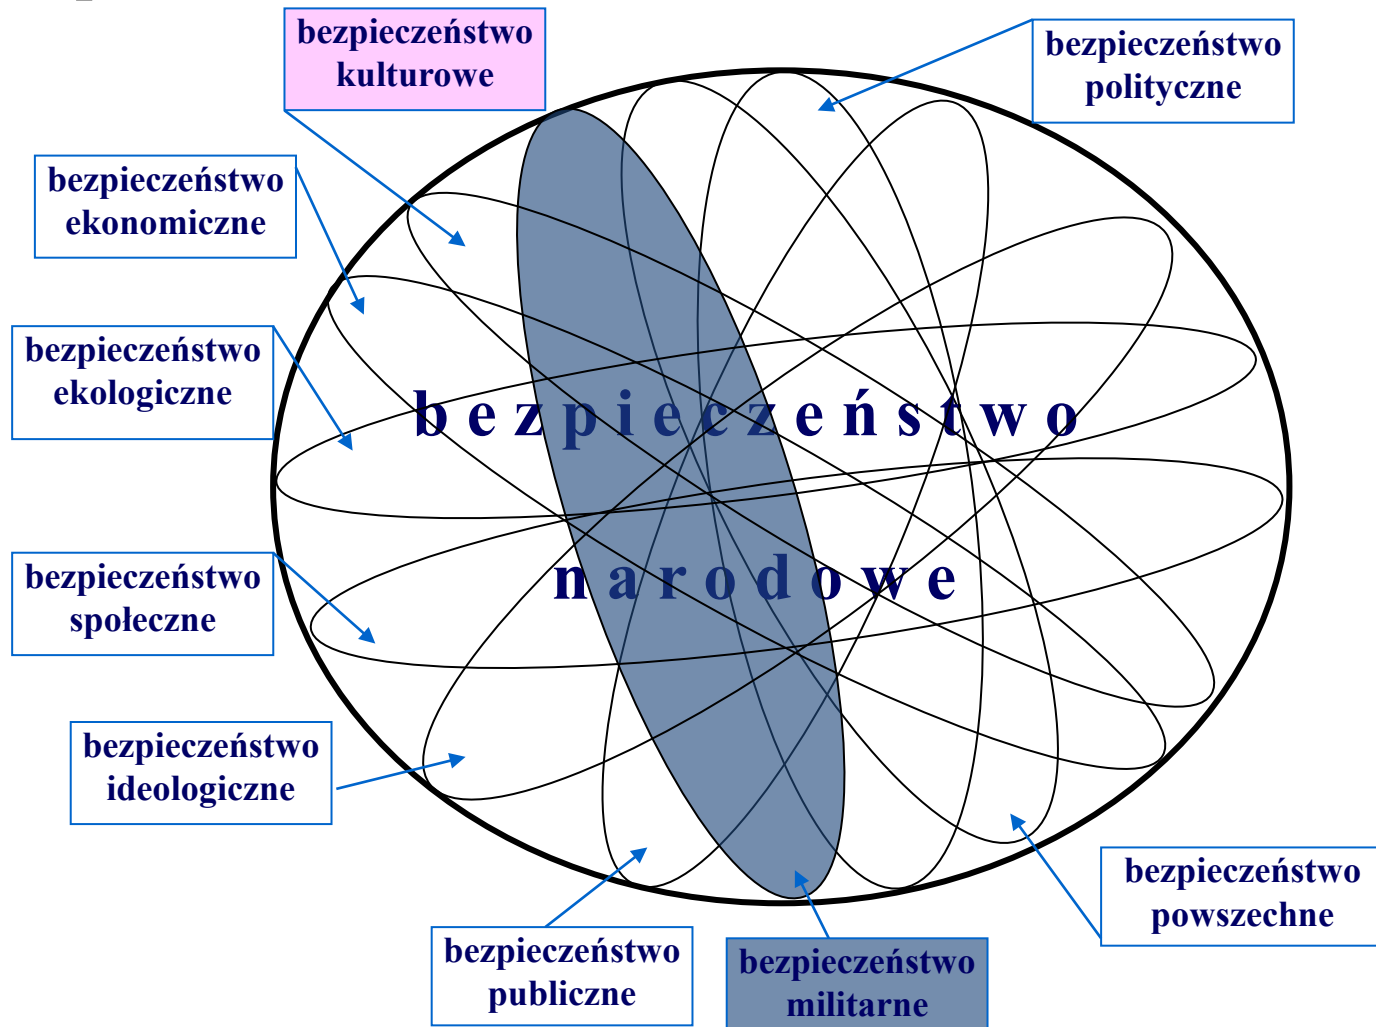 bezpieczeństwo
kulturowe
bezpieczeństwo
polityczne
bezpieczeństwo
ekonomiczne
bezpieczeństwo
ekologiczne
b e z p i e c z e ń s t w o
bezpieczeństwo
społeczne
n a r o d o w e
bezpieczeństwo
ideologiczne
bezpieczeństwo
powszechne
bezpieczeństwo
publiczne
bezpieczeństwo
militarne